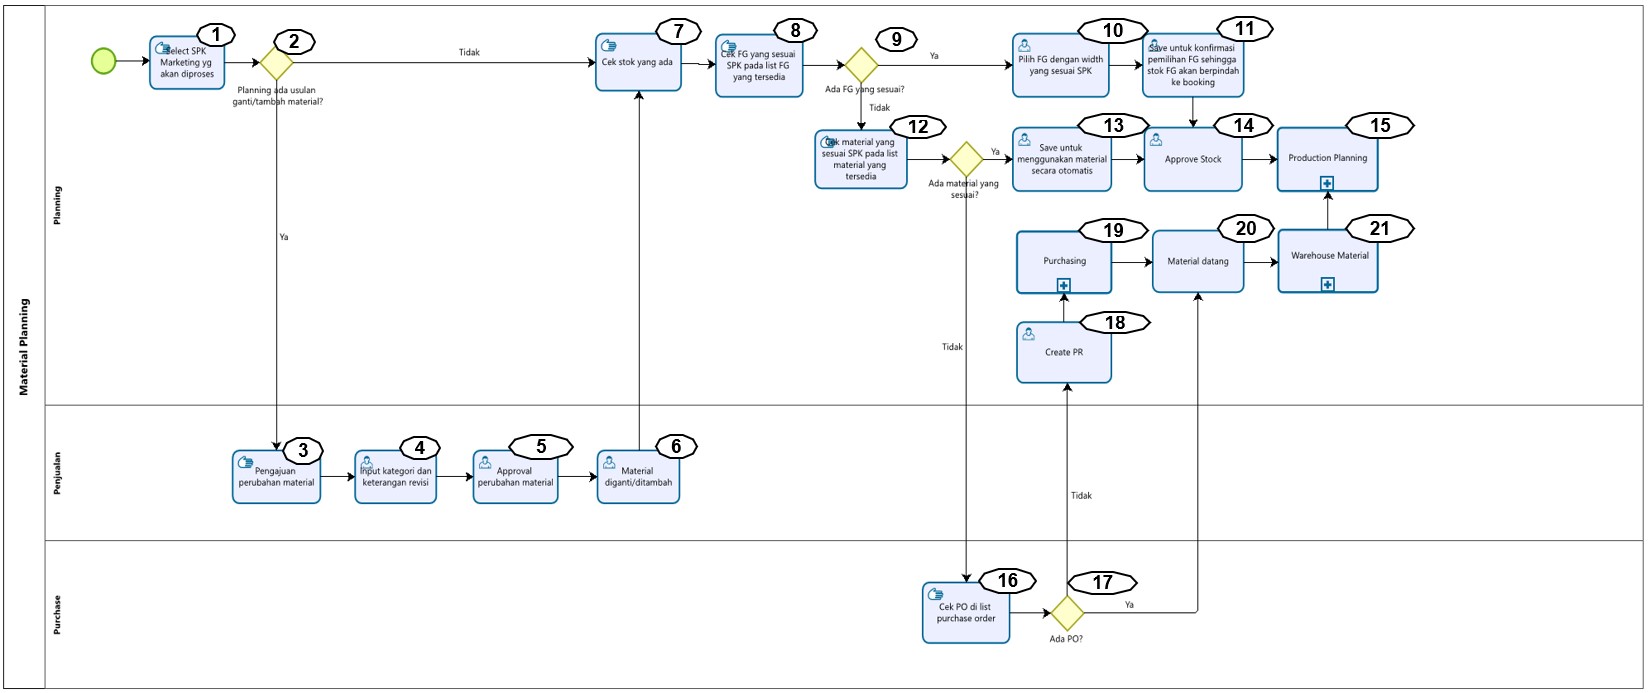 Material Planning
Planning
Penjualan
Purchase
1
Select SPK
Marketing yg
akan diproses
2
Planning ada usulan
ganti/tambah material?
Tidak
Ya
3
Pengajuan
perubahan material
4
Input kategori dan
keterangan revisi
5
Approval
perubahan material
6
Material
diganti/ditambah
7
Cek stok yang ada
8
Cek FG yang sesuai
SPK pada list FG
yang tersedia
9
Ada FG yang sesuai?
Ya
Tidak
10
Pilih FG dengan width
yang sesuai SPK
11
Save untuk konfirmasi
pemilihan FG sehingga
stok FG akan berpindah
ke booking
12
Cek material yang
sesuai SPK pada list
material yang
tersedia
Ada material yang
sesuai?
Ya
Tidak
13
Save untuk
menggunakan material
secara otomatis
14
Approve Stock
15
Production Planning
16
Cek PO di list
purchase order
17
Ada PO?
Tidak
Ya
18
Create PR
19
Purchasing
20
Material datang
21
Warehouse Material